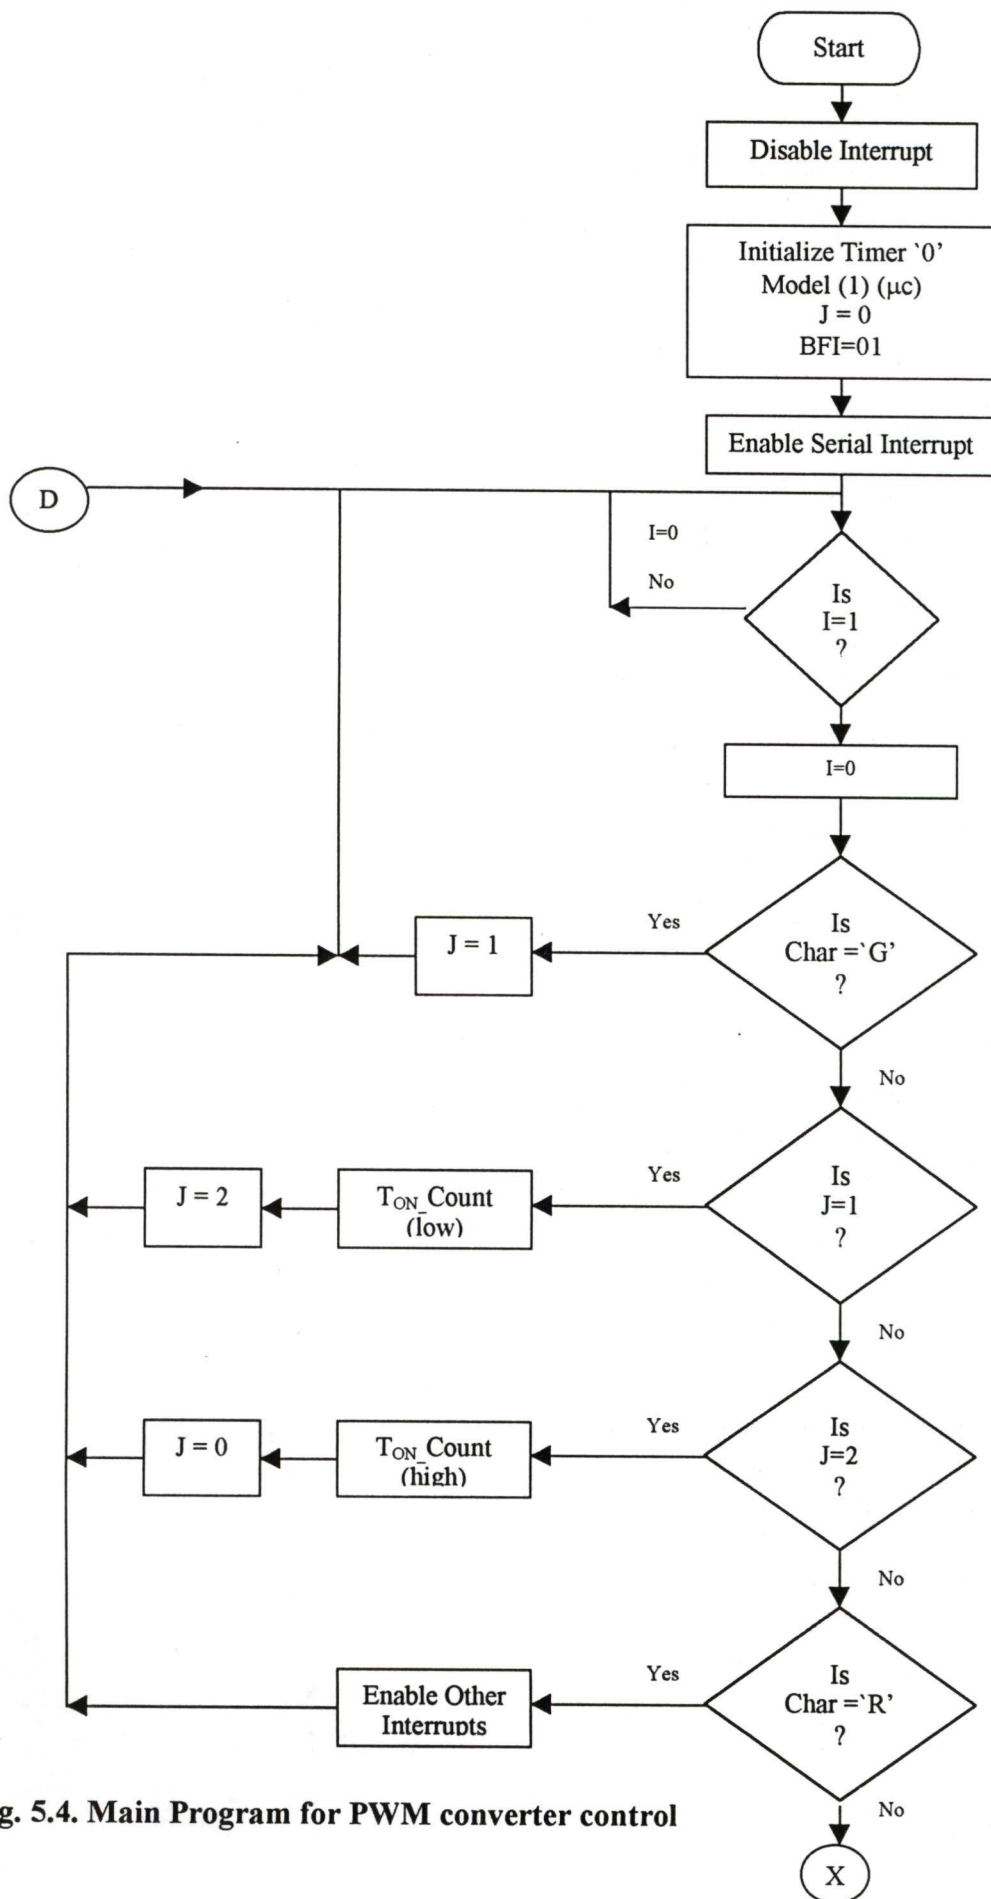 Start
Disable Interrupt
Initialize Timer `0'
Model (1) (μc)
J = 0
BFI=01
Enable Serial Interrupt
D
I=0
No
Is
I=1
?
I=0
Is
Char =`G'
?
Yes
J = 1
No
Is
J=1
?
Yes
TON_Count
(low)
J = 2
No
Is
J=2
?
Yes
TON_Count
(high)
J = 0
No
Is
Char =`R'
?
Yes
Enable Other
Interrupts
No
g. 5.4. Main Program for PWM converter control
X